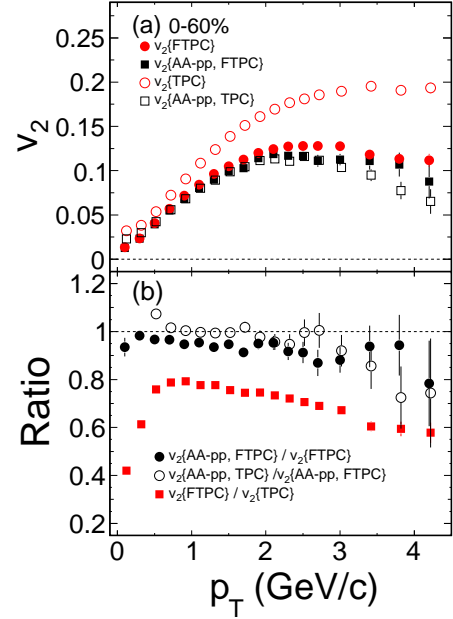 (a) 0-60%
v2{FTPC}
v2{AA-pp, FTPC}
v2{TPC}
v2{AA-pp, TPC}
v2
0.25
0.2
0.15
0.1
0.05
0
(b)
Ratio
1.2
1
0.8
0.6
0.4
0.2
v2{AA-pp, FTPC} / v2{FTPC}
v2{AA-pp, TPC} /v2{AA-pp, FTPC}
v2{FTPC} / v2{TPC}
0 1 2 3 4
pT (GeV/c)